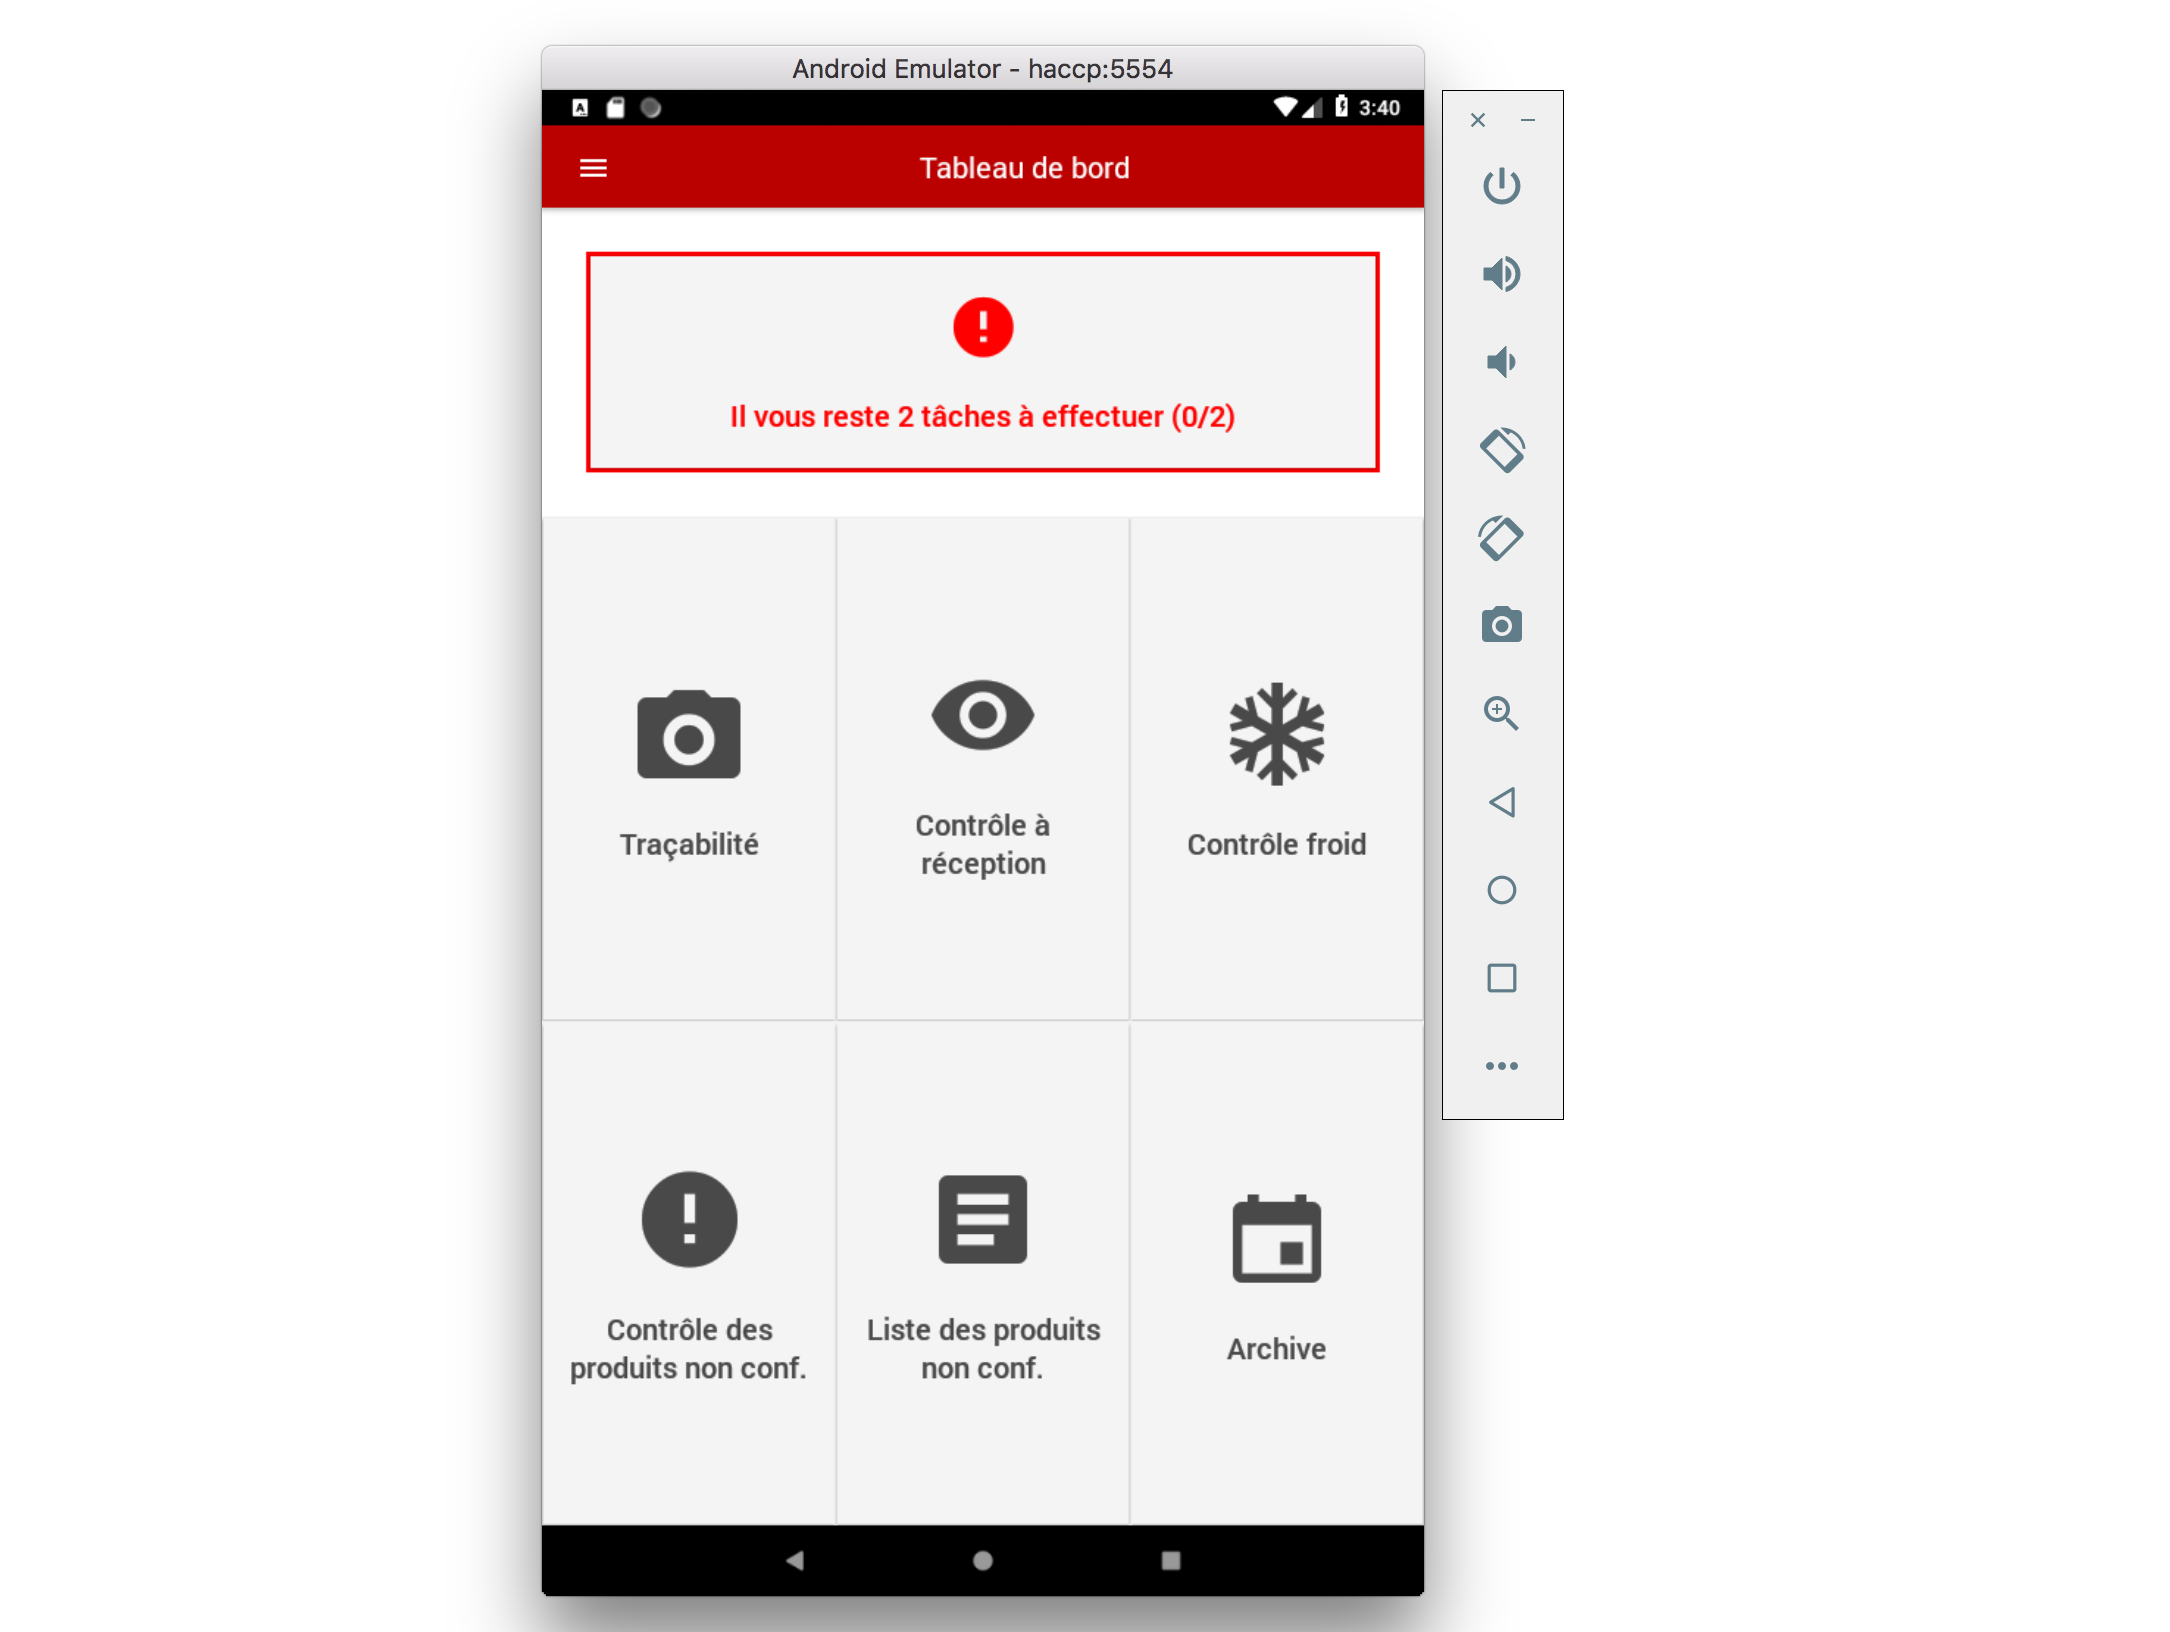 Android Emulator - haccp:5554
A
3:40
Tableau de bord
Il vous reste 2 tâches à effectuer (0/2)
Traçabilité
Contrôle à
réception
Contrôle froid
Contrôle des
produits non conf.
Liste des produits
non conf.
Archive